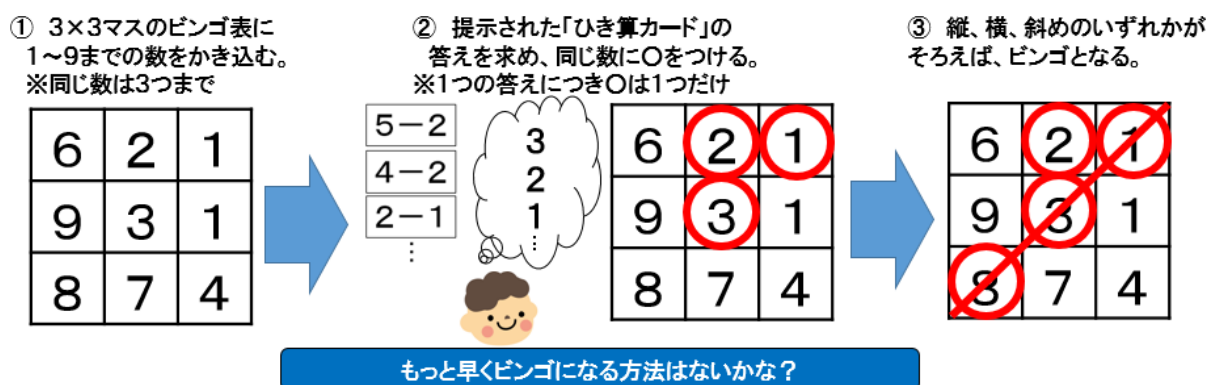 ① 3×3マスのビンゴ表に
1～9までの数をかき込む。
※同じ数は3つまで
6 2 1
9 3 1
8 7 4
② 提示された「ひき算カード」の
答えを求め、同じ数に〇をつける。
※1つの答えにつき〇は1つだけ
5－2
4－2
2－1
⋮
3
2
1
⋮
6 2 1
9 3 1
8 7 4
③ 縦、横、斜めのいずれかが
そろえば、ビンゴとなる。
6 2 1
9 3 1
8 7 4
もっと早くビンゴになる方法はないかな？